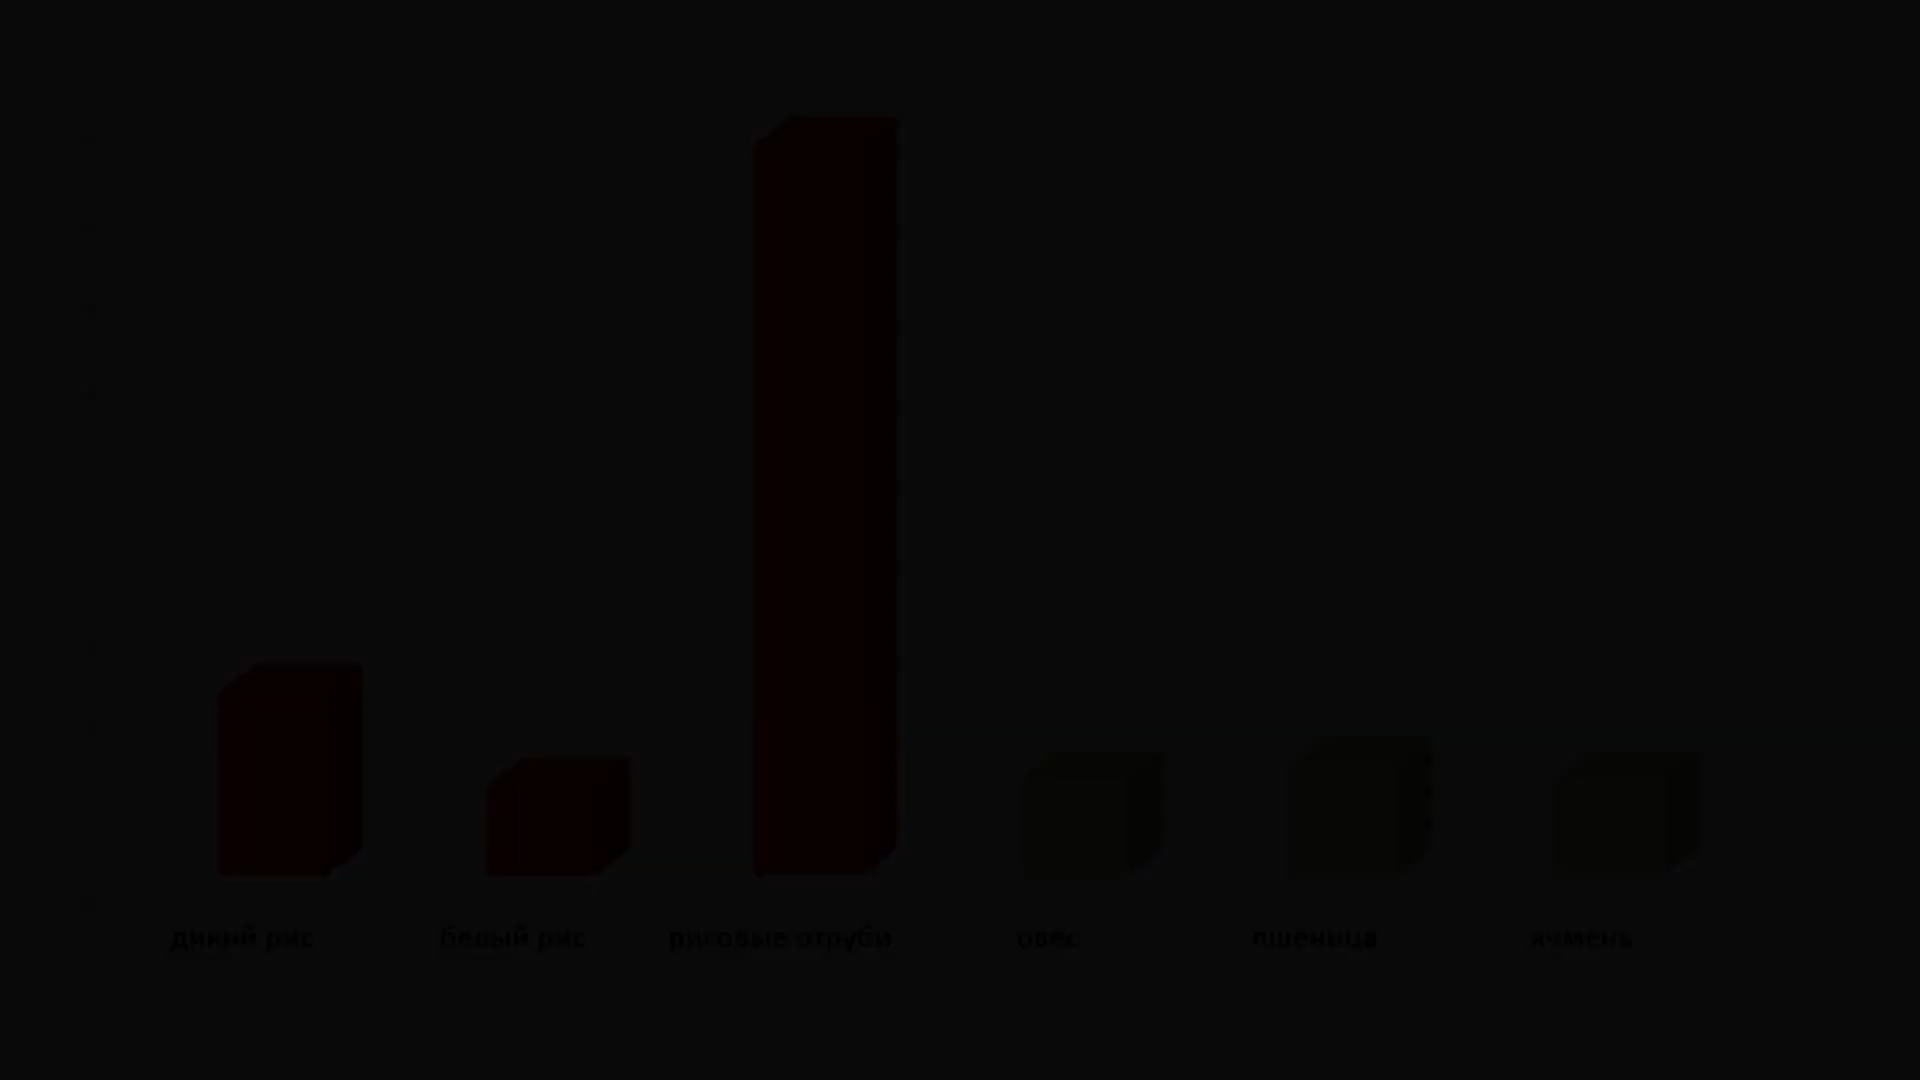 дикий рис
белый рис
рисовые отруби
овес
пшеница
ячмень